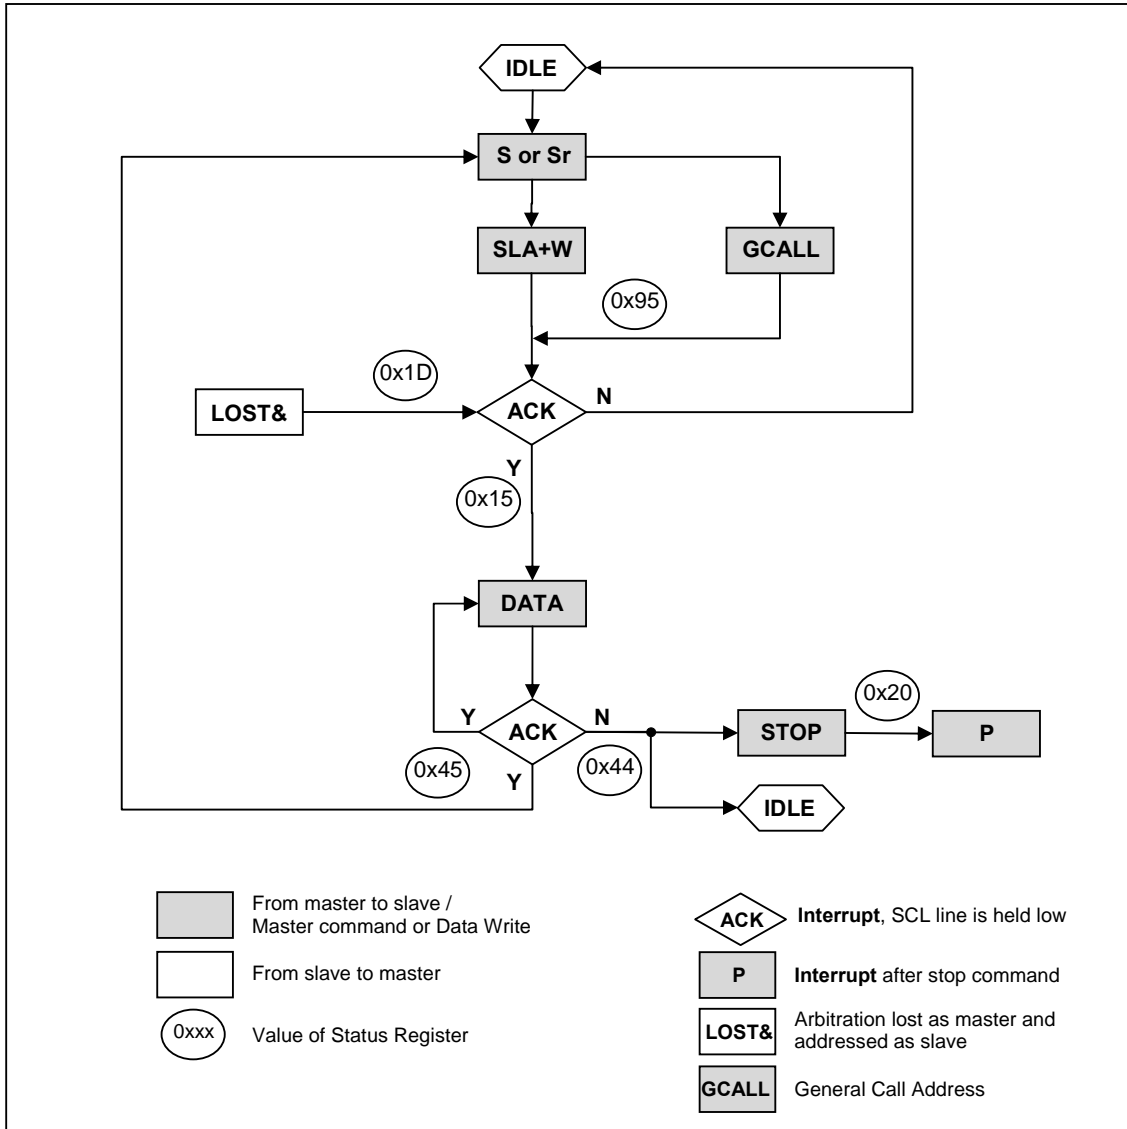 IDLE
S or Sr
SLA+W
GCALL
0x95
0x1D
LOST&
ACK
N
Y
0x15
DATA
Y
ACK
N
0x20
STOP
P
0x45
Y
0x44
IDLE
From master to slave /
Master command or Data Write
From slave to master
0xxx
Value of Status Register
ACK
Interrupt, SCL line is held low
P
Interrupt after stop command
LOST&
Arbitration lost as master and
addressed as slave
GCALL
General Call Address